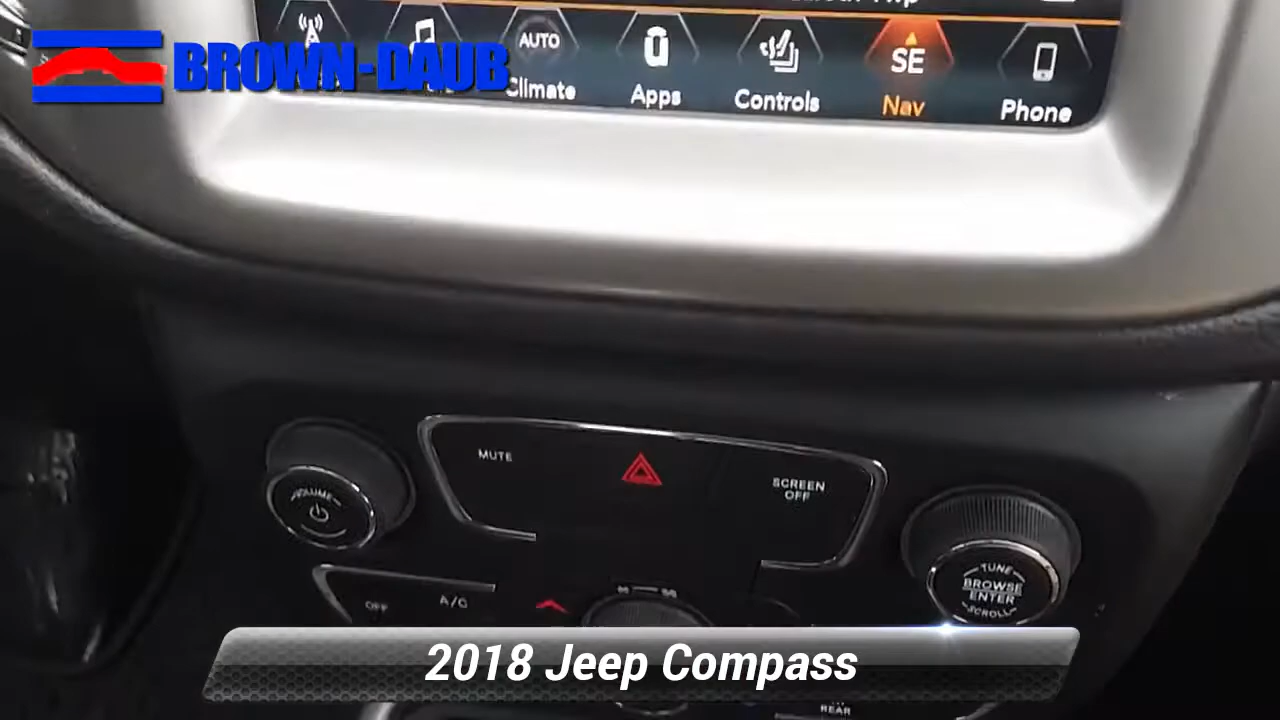 AUTO
SE
BROWN-DAUB
Climate
Apps
Controls
Nav
Phone
MUTE
SCREEN
OFF
VOLUME
TUNE
BROWSE
ENTER
SCROLL
OFF
A/C
2018 Jeep Compass
REAR